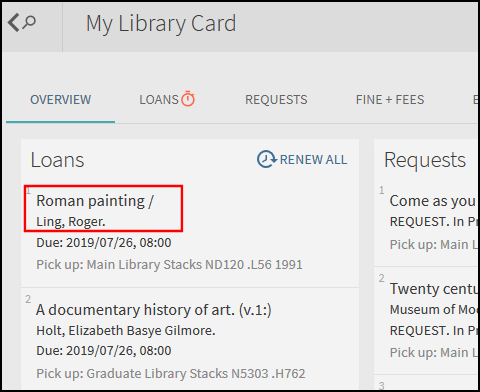 My Library Card
OVERVIEW LOANS REQUESTS FINE + FEES
Loans
RENEW ALL
1
Roman painting /
Ling, Roger.
Due: 2019/07/26, 08:00
Pick up: Main Library Stacks ND120 .L56 1991
2
A documentary history of art. (v.1:)
Holt, Elizabeth Basye Gilmore.
Due: 2019/07/26, 08:00
Pick up: Graduate Library Stacks N5303 .H762
Requests
1
Come as you
REQUEST. In Pr
Pick up: Main L
2
Twenty centu
Museum of Mod
REQUEST. In Pr
Pick up: Main L